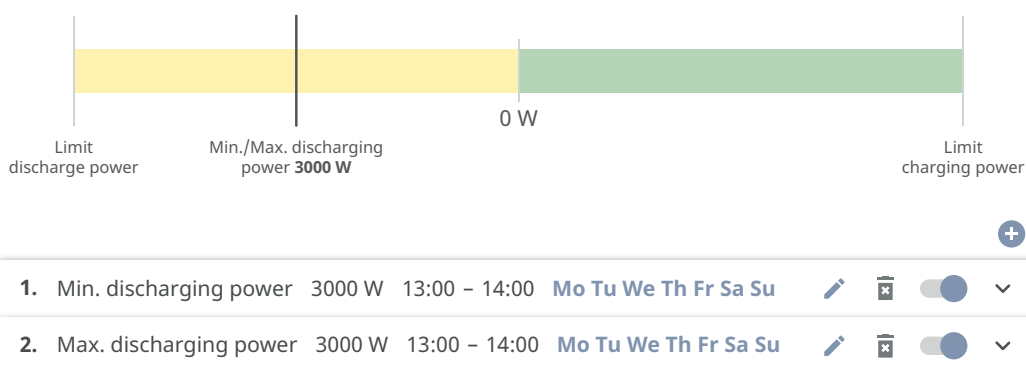 0 W
Limit
discharge power
Min./Max. discharging
power 3000 W
Limit
charging power
1. Min. discharging power 3000 W 13:00 – 14:00 Mo Tu We Th Fr Sa Su
2. Max. discharging power 3000 W 13:00 – 14:00 Mo Tu We Th Fr Sa Su